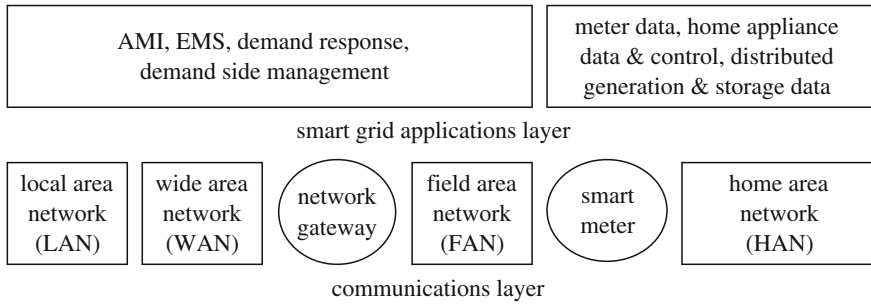 AMI, EMS, demand response,
demand side management
meter data, home appliance
data & control, distributed
generation & storage data
smart grid applications layer
local area
network
(LAN)
wide area
network
(WAN)
network
gateway
field area
network
(FAN)
smart
meter
home area
network
(HAN)
communications layer